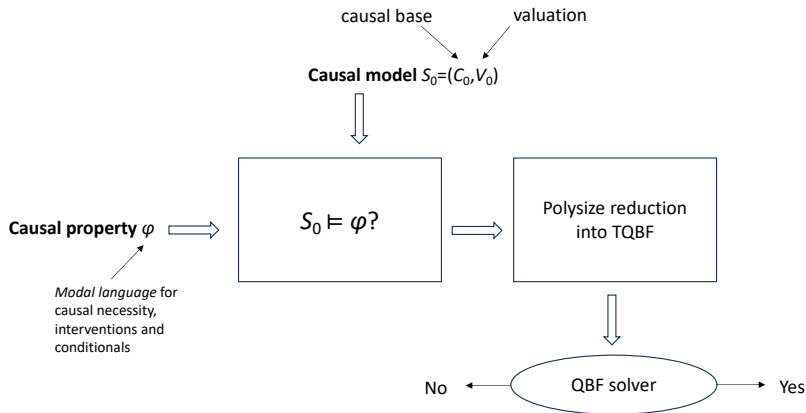 causal base
valuation
Causal model S₀=(C₀,V₀)
S₀ ⊨ φ?
Polysize reduction
into TQBF
Causal property φ
Modal language for
causal necessity,
interventions and
conditionals
No
QBF solver
Yes